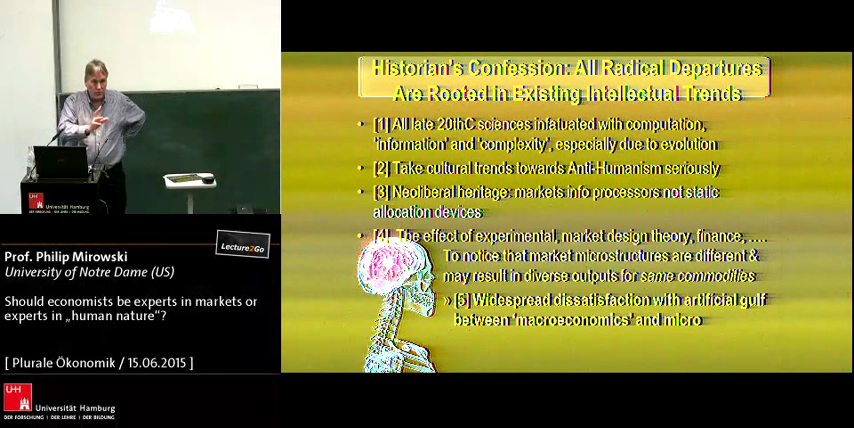 UH
Universität Hamburg
Lecture2Go
Prof. Philip Mirowski
University of Notre Dame (US)
Should economists be experts in markets or
experts in „human nature“?
[ Plurale Ökonomik / 15.06.2015 ]
UH
Universität Hamburg
DER FORSCHUNG | DER LEHRE | DER BILDUNG
Historian's Confession: All Radical Departures
Are Rooted in Existing Intellectual Trends
• [1] All late 20thC sciences infatuated with computation,
'information' and 'complexity', especially due to evolution
• [2] Take cultural trends towards Anti-Humanism seriously
• [3] Neoliberal heritage: markets info processors not static
allocation devices
• [4] The effect of experimental, market design theory, finance, ….
To notice that market microstructures are different &
may result in diverse outputs for same commodities
» [5] Widespread dissatisfaction with artificial gulf
between 'macroeconomics' and micro